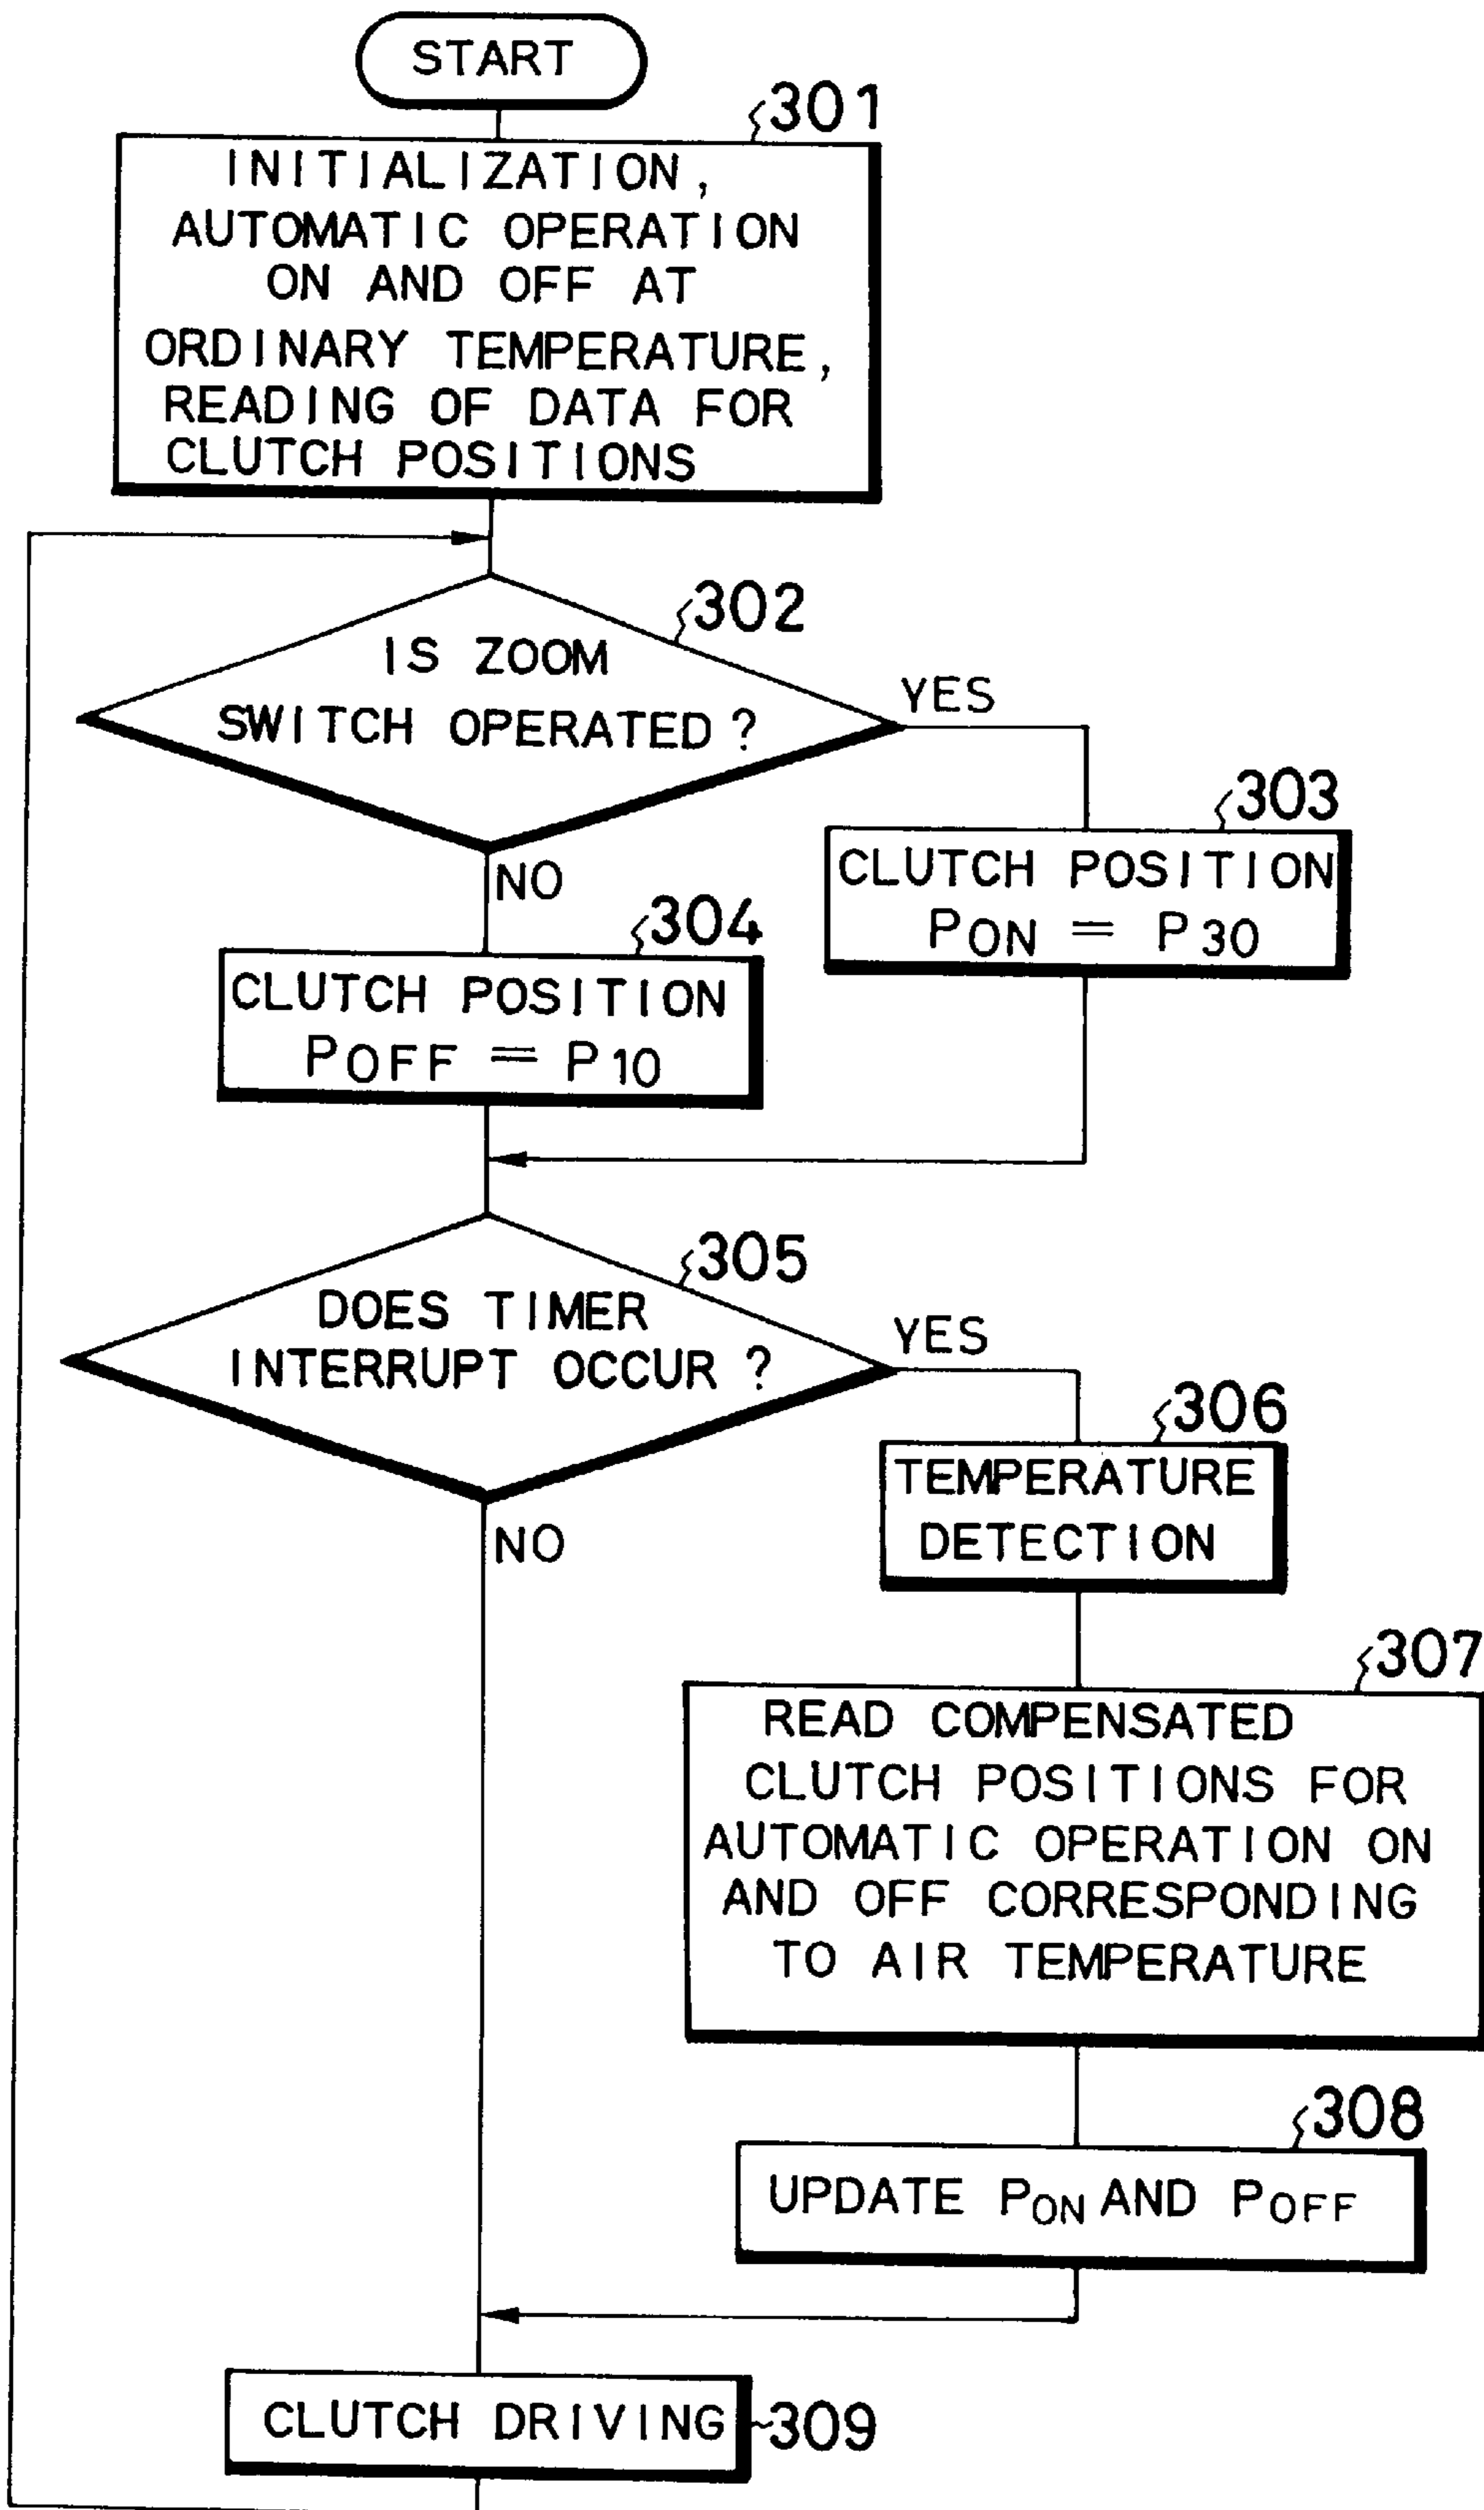 START
301
INITIALIZATION,
AUTOMATIC OPERATION
ON AND OFF AT
ORDINARY TEMPERATURE,
READING OF DATA FOR
CLUTCH POSITIONS
302
IS ZOOM
SWITCH OPERATED ?
YES
NO
303
CLUTCH POSITION
PON = P30
304
CLUTCH POSITION
POFF = P10
305
DOES TIMER
INTERRUPT OCCUR ?
YES
NO
306
TEMPERATURE
DETECTION
307
READ COMPENSATED
CLUTCH POSITIONS FOR
AUTOMATIC OPERATION ON
AND OFF CORRESPONDING
TO AIR TEMPERATURE
308
UPDATE PON AND POFF
CLUTCH DRIVING 309